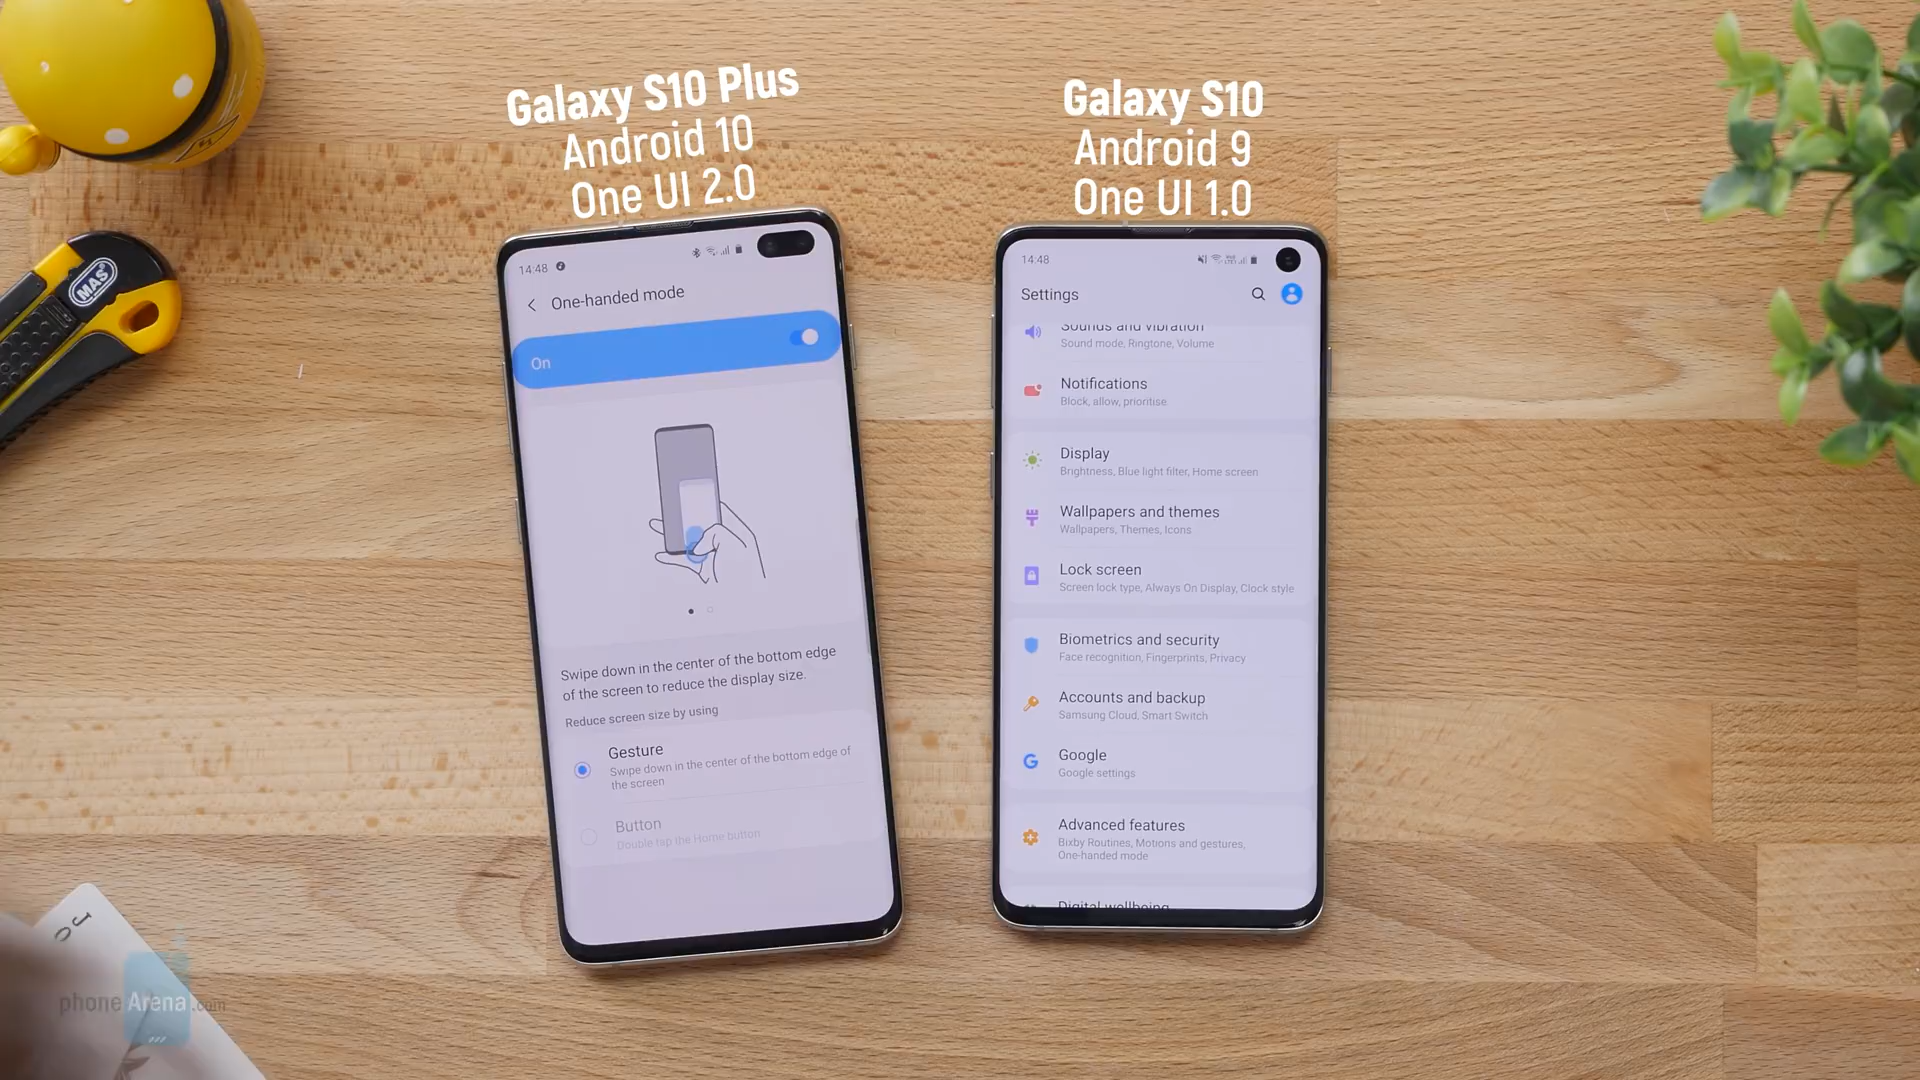 Galaxy S10 Plus
Android 10
One UI 2.0
Galaxy S10
Android 9
One UI 1.0
MAS
14:48
One-handed mode
On
Swipe down in the center of the bottom edge
of the screen to reduce the display size.
Reduce screen size by using
Gesture
Swipe down in the center of the bottom edge of
the screen
Button
Double tap the Home button
14:48
Settings
Sounds and vibration
Sound mode, Ringtone, Volume
Notifications
Block, allow, prioritise
Display
Brightness, Blue light filter, Home screen
Wallpapers and themes
Wallpapers, Themes, Icons
Lock screen
Screen lock type, Always On Display, Clock style
Biometrics and security
Face recognition, Fingerprints, Privacy
Accounts and backup
Samsung Cloud, Smart Switch
G
Google
Google settings
Advanced features
Bixby Routines, Motions and gestures,
One-handed mode
Digital wellbeing
phoneArena.com